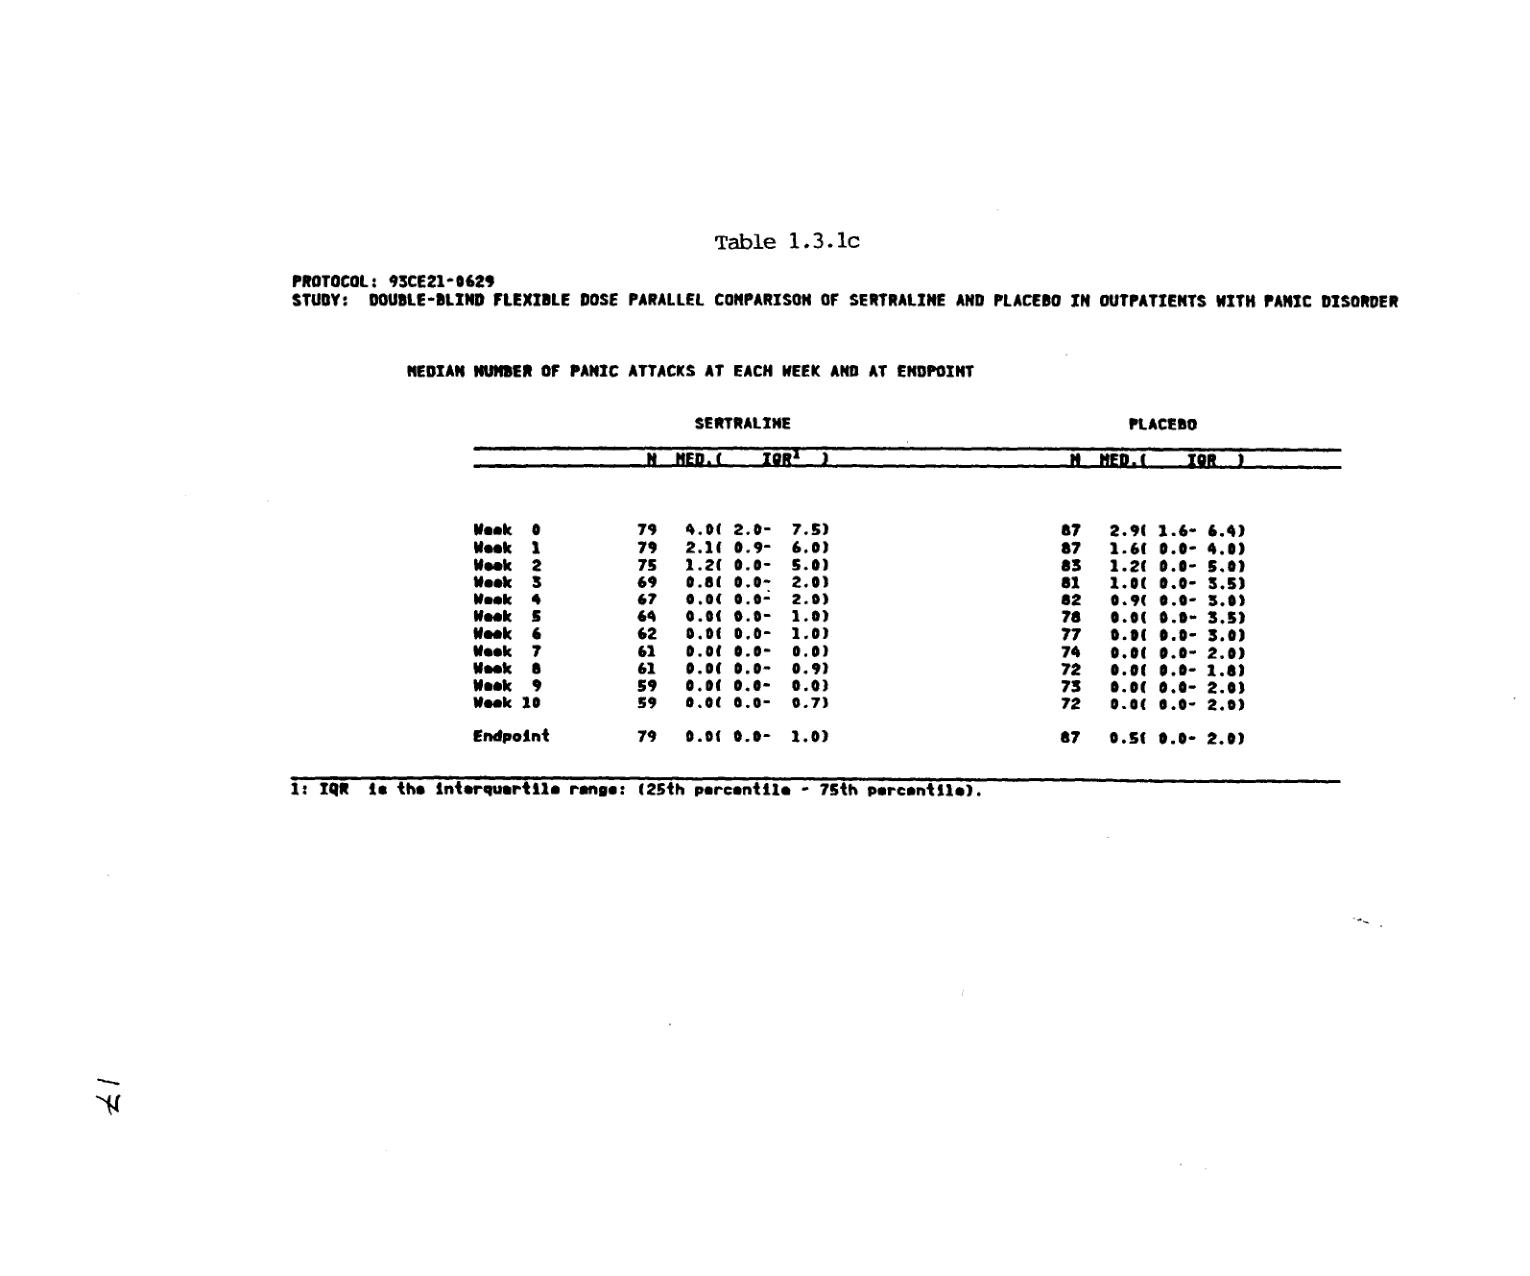 Table 1.3.1c
PROTOCOL: 93CE21-0629
STUDY: DOUBLE-BLIND FLEXIBLE DOSE PARALLEL COMPARISON OF SERTRALINE AND PLACEBO IN OUTPATIENTS WITH PANIC DISORDER
MEDIAN NUMBER OF PANIC ATTACKS AT EACH WEEK AND AT ENDPOINT
SERTRALINE PLACEBO
N MED.( IQR1 ) N MED.( IQR )
Week 0 79 4.0( 2.0- 7.5) 87 2.9( 1.6- 6.4)
Week 1 79 2.1( 0.9- 6.0) 87 1.6( 0.0- 4.0)
Week 2 75 1.2( 0.0- 5.0) 83 1.2( 0.0- 5.0)
Week 3 69 0.8( 0.0- 2.0) 81 1.0( 0.0- 3.5)
Week 4 67 0.0( 0.0- 2.0) 82 0.9( 0.0- 3.0)
Week 5 64 0.0( 0.0- 1.0) 78 0.0( 0.0- 3.5)
Week 6 62 0.0( 0.0- 1.0) 77 0.0( 0.0- 3.0)
Week 7 61 0.0( 0.0- 0.0) 74 0.0( 0.0- 2.0)
Week 8 61 0.0( 0.0- 0.9) 72 0.0( 0.0- 1.8)
Week 9 59 0.0( 0.0- 0.0) 73 0.0( 0.0- 2.0)
Week 10 59 0.0( 0.0- 0.7) 72 0.0( 0.0- 2.0)
Endpoint 79 0.0( 0.0- 1.0) 87 0.5( 0.0- 2.0)
1: IQR is the interquartile range: (25th percentile - 75th percentile).